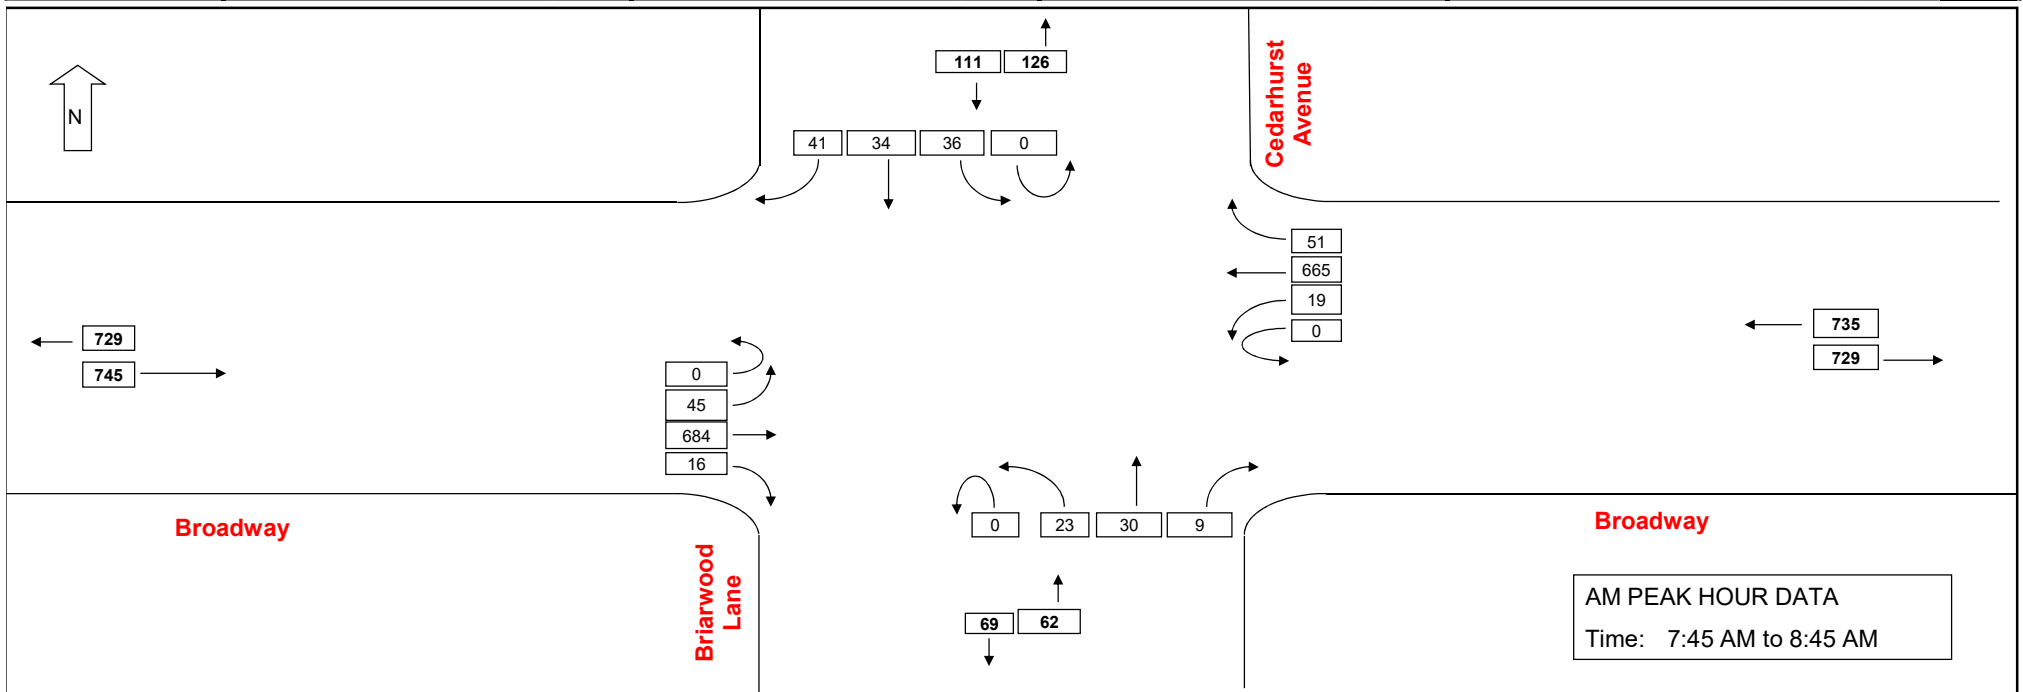 111 126
Cedarhurst
Avenue
N
41 34 36 0
51
665
19
0
729
745
735
729
0
45
684
16
0 23 30 9
Broadway
Broadway
Briarwood
Lane
69 62
AM PEAK HOUR DATA
Time: 7:45 AM to 8:45 AM